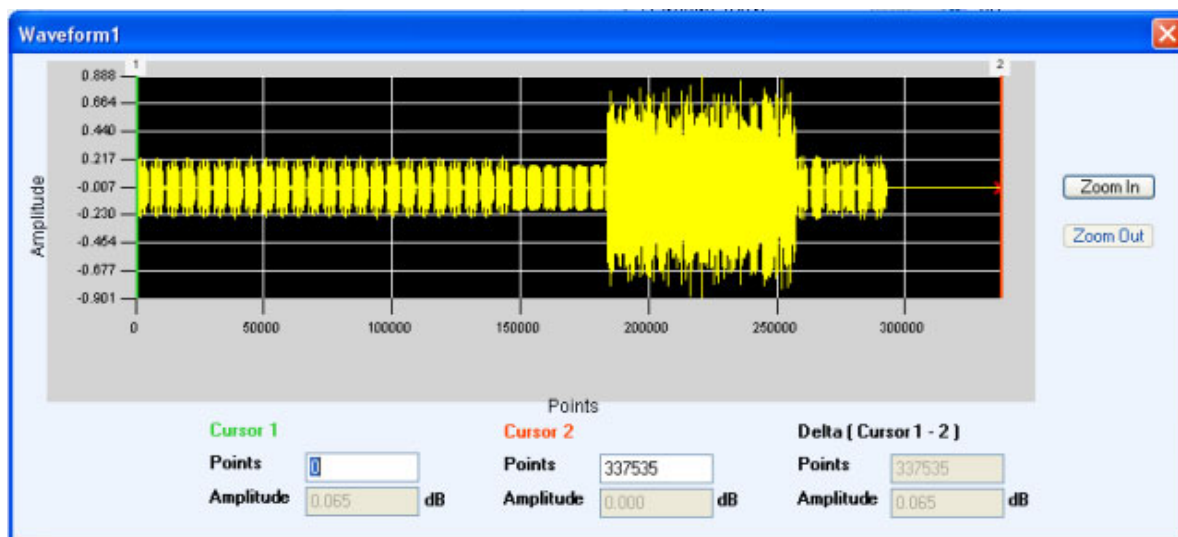 Waveform1
1
2
0.888
0.664
0.440
0.217
-0.007
-0.230
-0.454
-0.677
-0.901
Amplitude
0
50000
100000
150000
200000
250000
300000
Points
Zoom In
Zoom Out
Cursor 1
Cursor 2
Delta ( Cursor 1 - 2 )
Points 0
Points 337535
Points 337535
Amplitude 0.065 dB
Amplitude 0.000 dB
Amplitude 0.065 dB